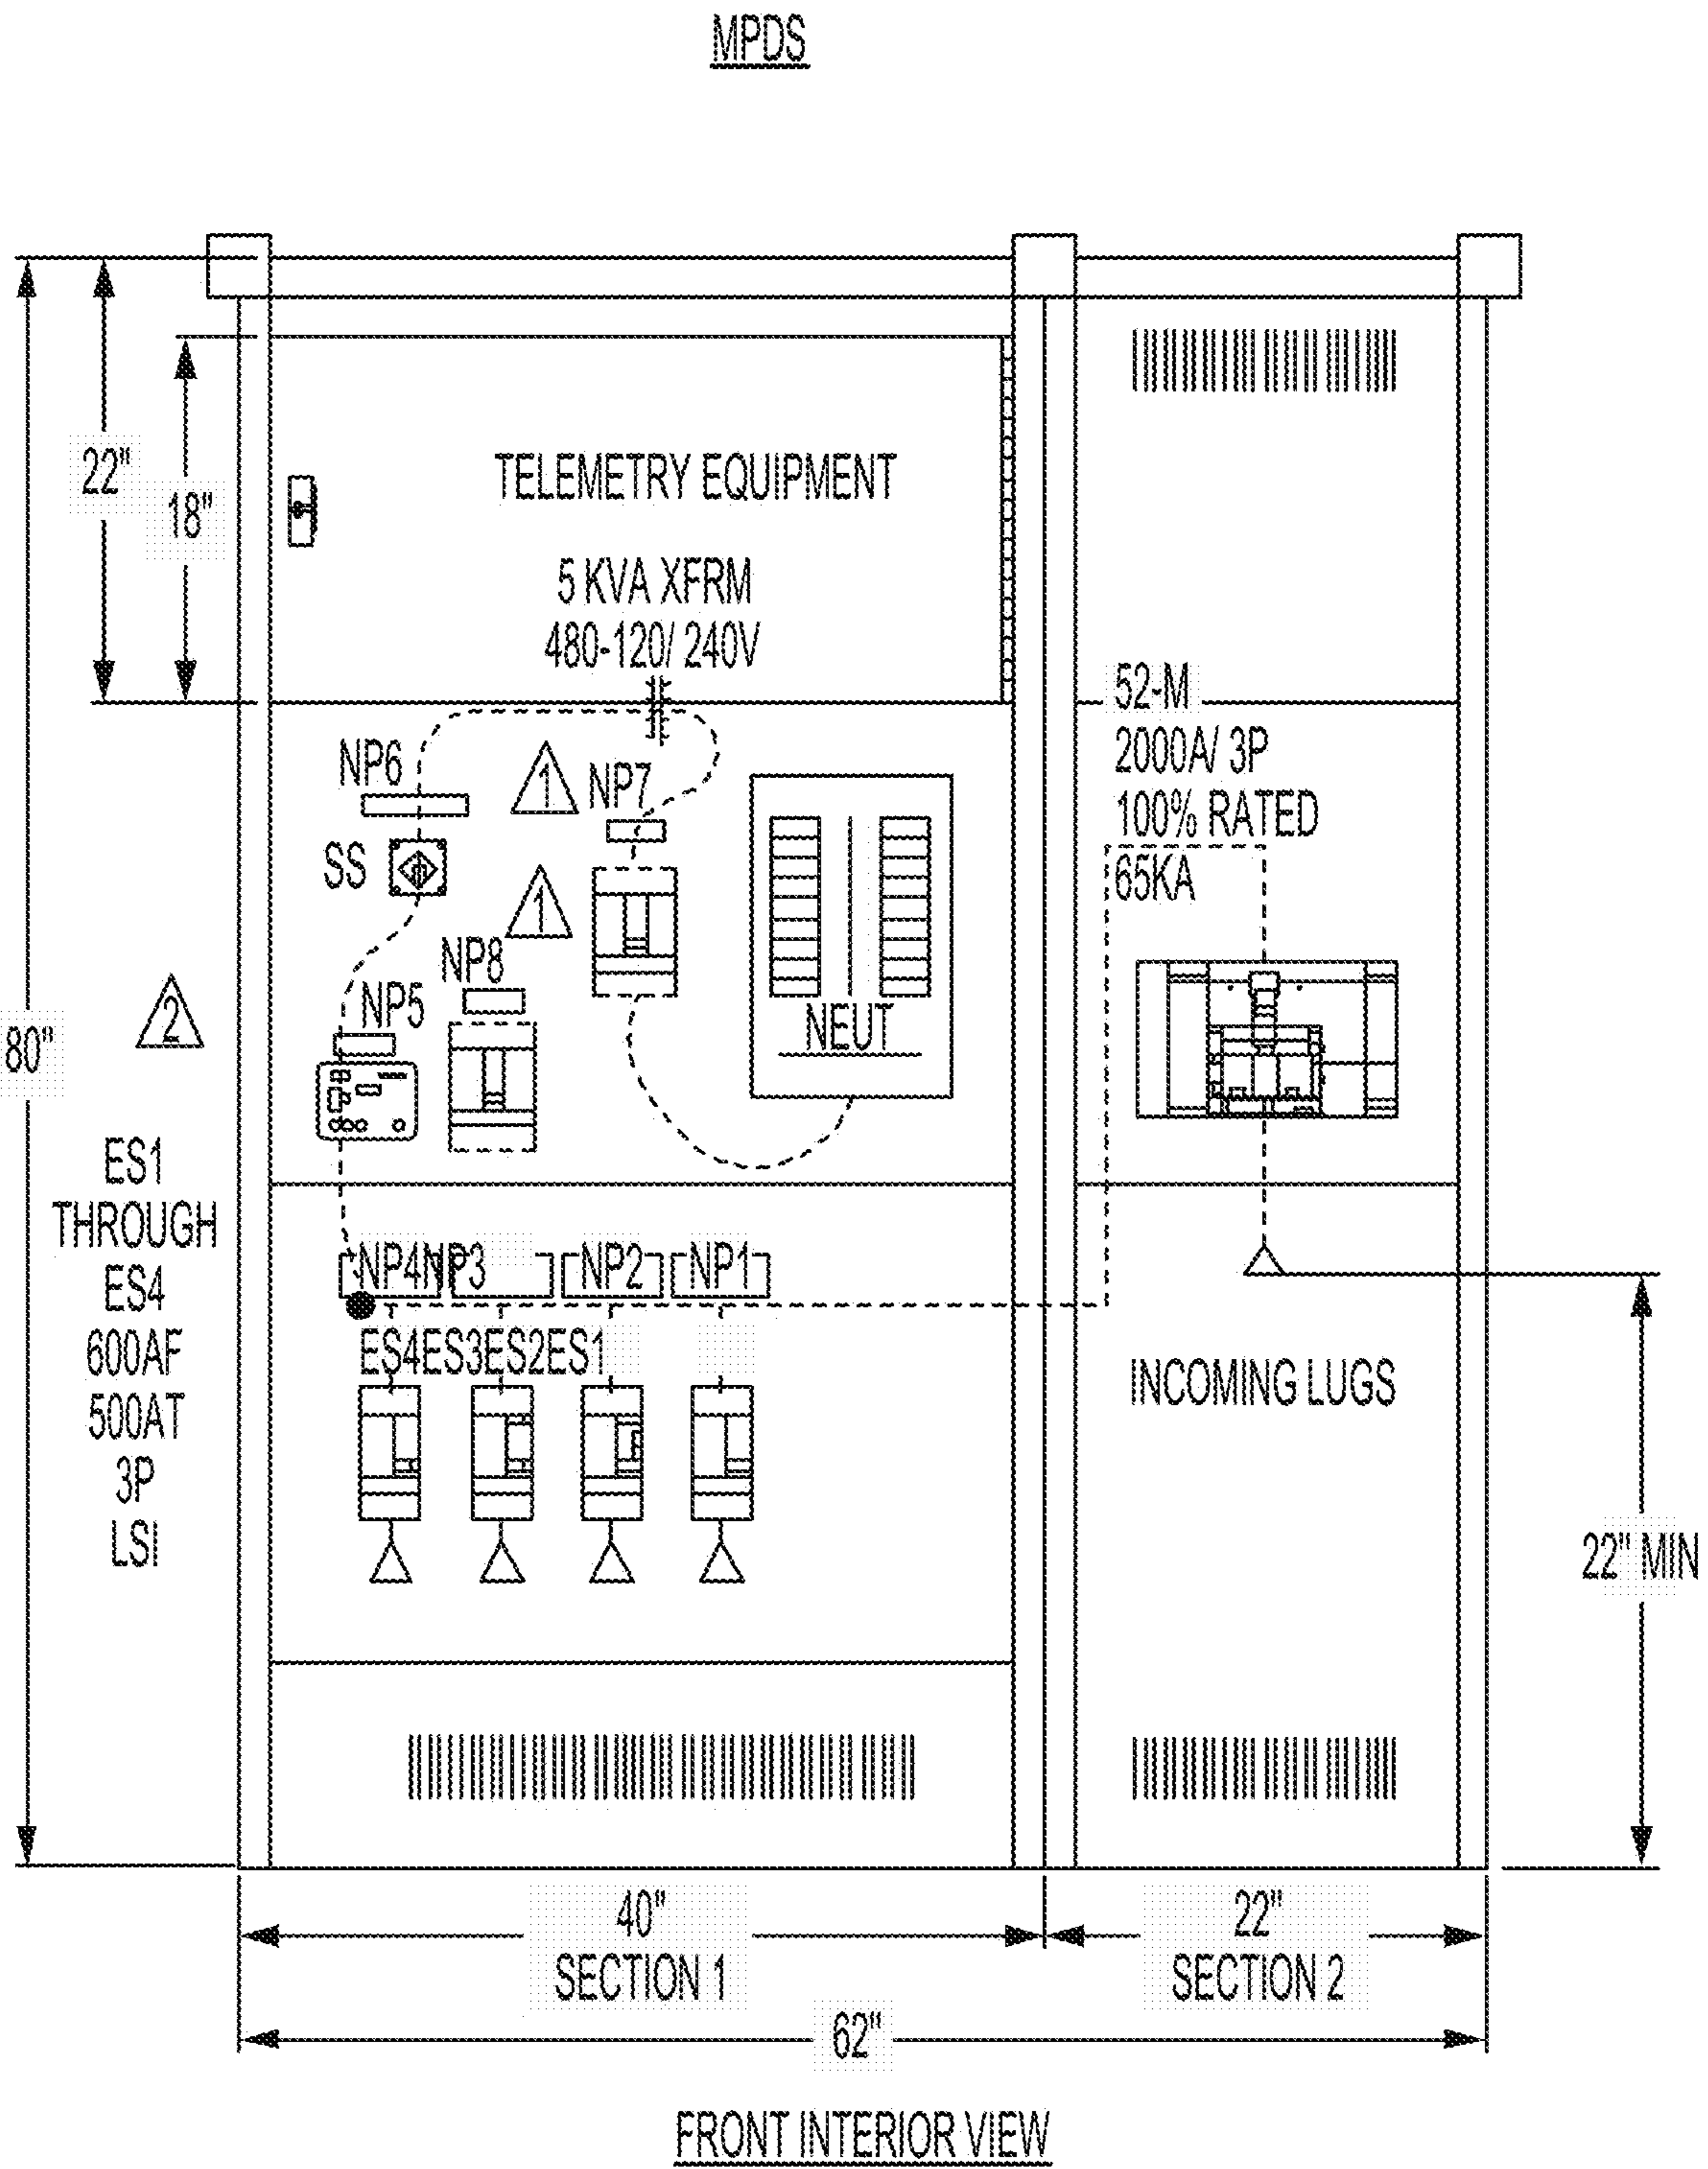 MPDS
22"
18"
TELEMETRY EQUIPMENT
5 KVA XFRM
480-120/ 240V
52-M
2000A/ 3P
100% RATED
65KA
NP6
1
NP7
SS
1
NP8
NP5
NEUT
2
80"
ES1
THROUGH
ES4
600AF
500AT
3P
LSI
NP4NP3
NP2
NP1
ES4ES3ES2ES1
INCOMING LUGS
22" MIN
40"
SECTION 1
22"
SECTION 2
62"
FRONT INTERIOR VIEW